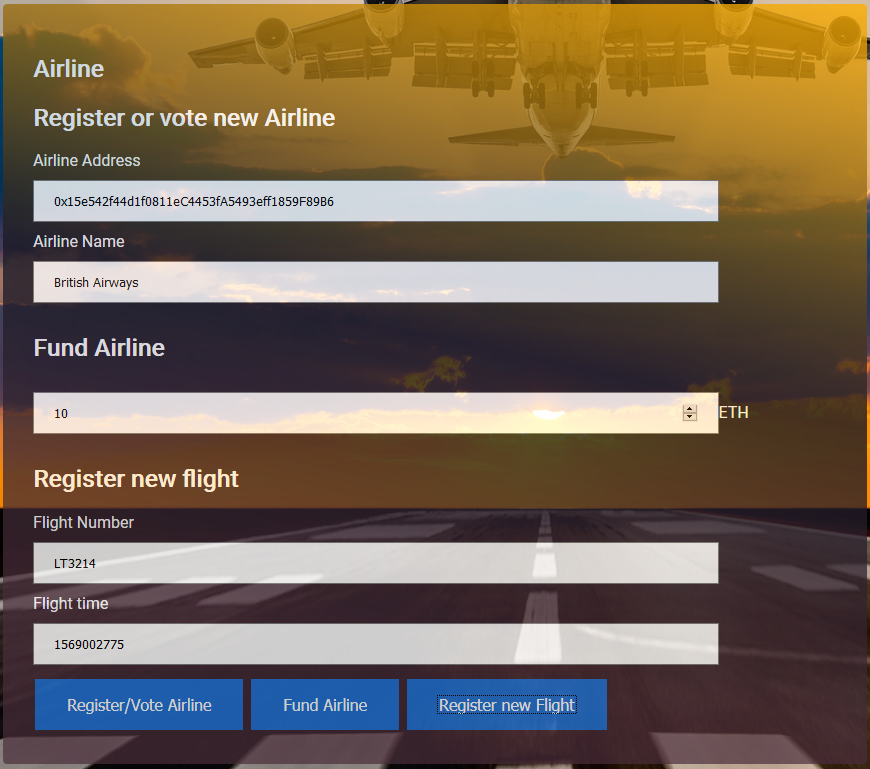 Airline
Register or vote new Airline
Airline Address
0x15e542f44d1f0811eC4453fA5493eff1859F89B6
Airline Name
British Airways
Fund Airline
10
ETH
Register new flight
Flight Number
LT3214
Flight time
1569002775
Register/Vote Airline
Fund Airline
Register new Flight